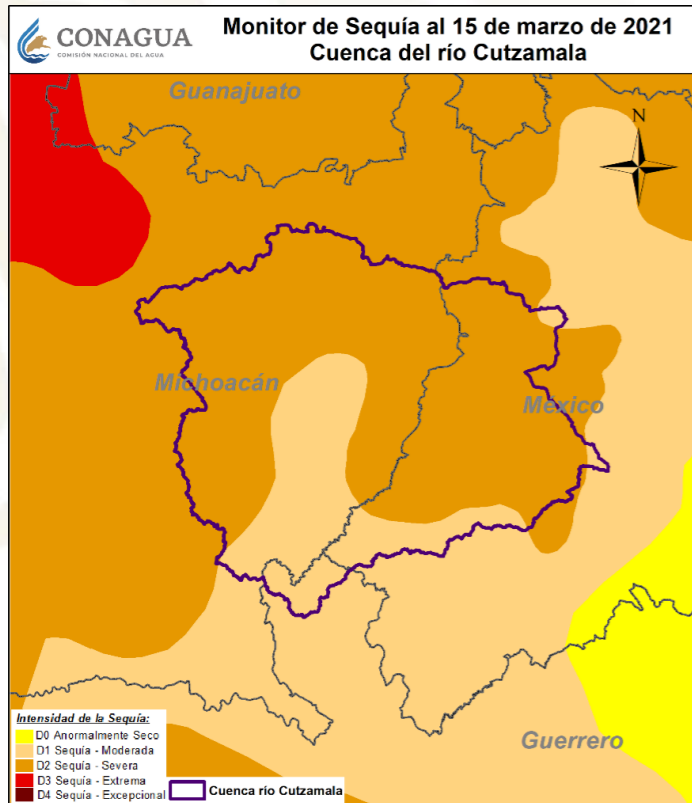 CONAGUA
COMISIÓN NACIONAL DEL AGUA
Monitor de Sequía al 15 de marzo de 2021
Cuenca del río Cutzamala
Guanajuato
N
Michoacán
México
Guerrero
Intensidad de la Sequía:
D0 Anormalmente Seco
D1 Sequía - Moderada
D2 Sequía - Severa
D3 Sequía - Extrema
D4 Sequía - Excepcional
Cuenca río Cutzamala